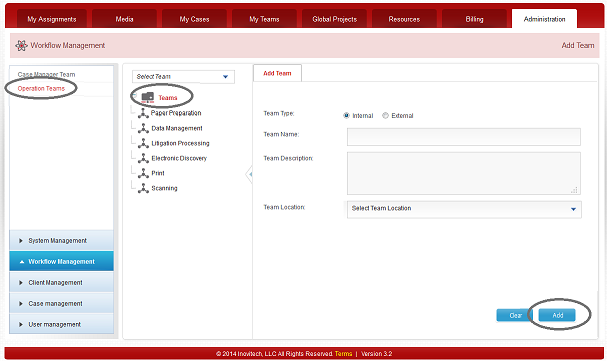 My Assignments Media My Cases My Teams Global Projects Resources Billing Administration
Workflow Management Add Team
Case Manager Team
Operation Teams
System Management
Workflow Management
Client Management
Case management
User management
Select Team
Teams
Paper Preparation
Data Management
Litigation Processing
Electronic Discovery
Print
Scanning
Add Team
Team Type: Internal External
Team Name:
Team Description:
Team Location: Select Team Location
Clear Add
© 2014 Inovitech, LLC All Rights Reserved. Terms | Version 3.2